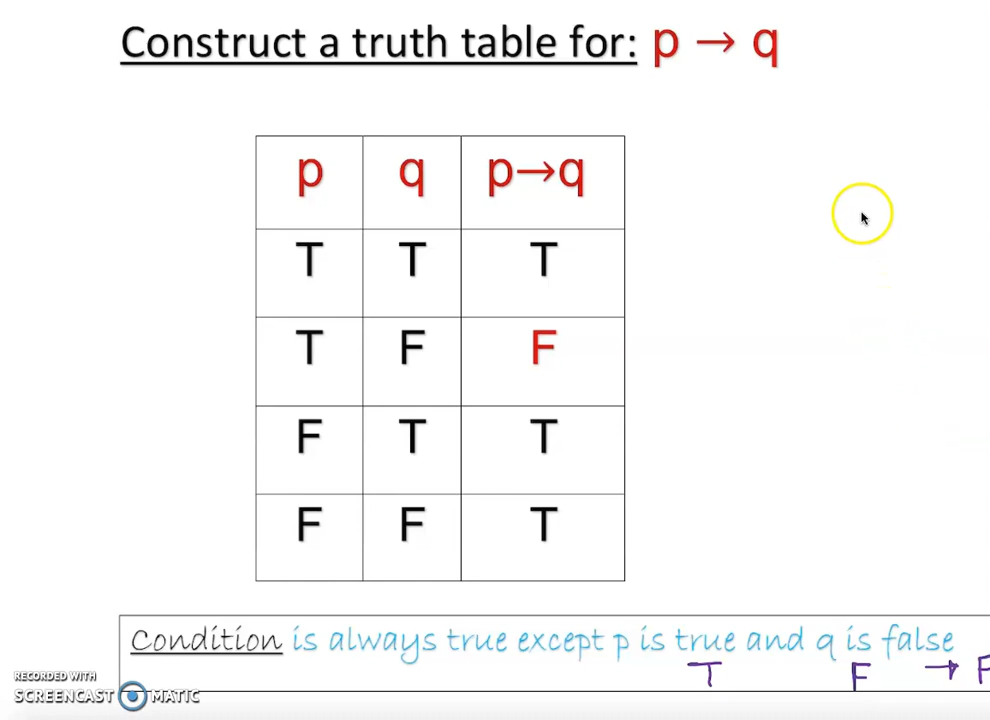 Construct a truth table for: p → q
p q p→q
T T T
T F F
F T T
F F T
Condition is always true except p is true and q is false
T F → F
RECORDED WITH
SCREENCAST MATIC